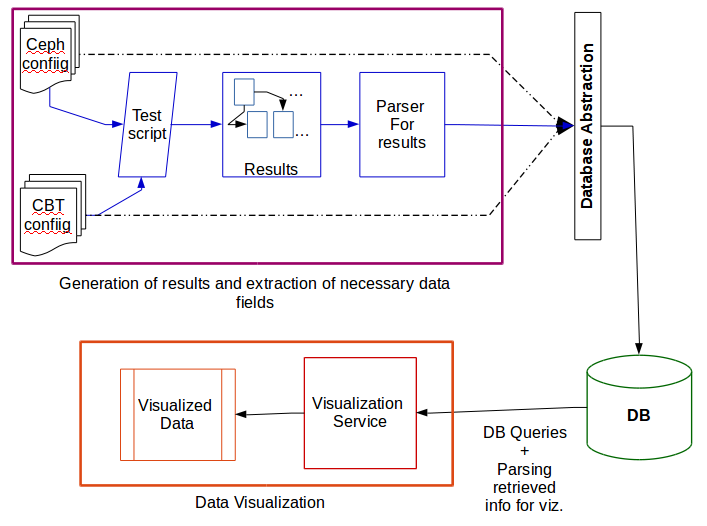 Ceph
confiig
Test
script
...
...
Results
Parser
For
results
CBT
confiig
Database Abstraction
Generation of results and extraction of necessary data
fields
Visualized
Data
Visualization
Service
DB
DB Queries
+
Parsing
retrieved
info for viz.
Data Visualization